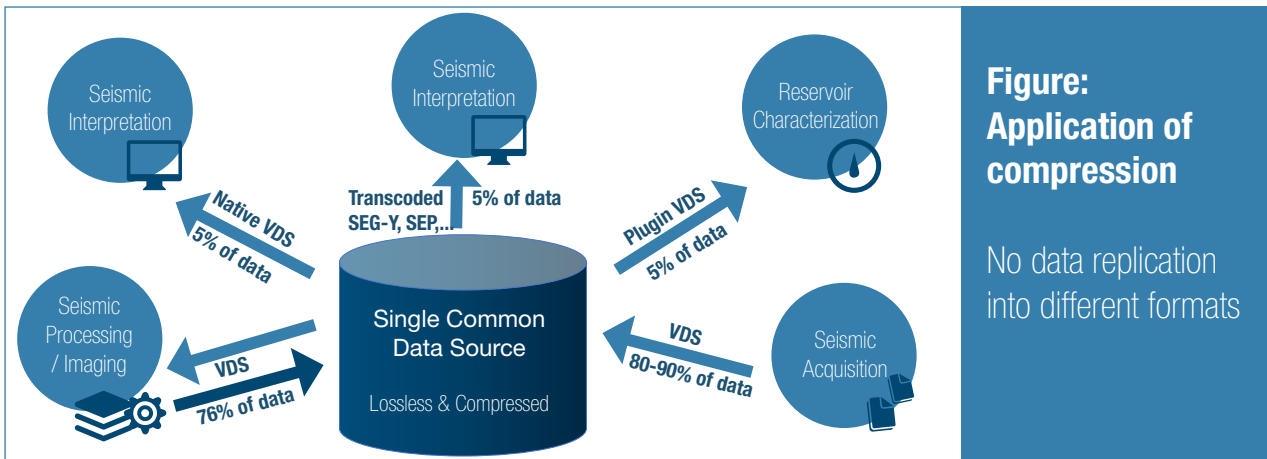 Seismic
Interpretation
Native VDS
5% of data
Seismic
Interpretation
Transcoded
SEG-Y, SEP,...
5% of data
Reservoir
Characterization
Plugin VDS
5% of data
Seismic
Processing
/ Imaging
VDS
76% of data
Single Common
Data Source
Lossless & Compressed
VDS
80-90% of data
Seismic
Acquisition
Figure:
Application of
compression
No data replication
into different formats